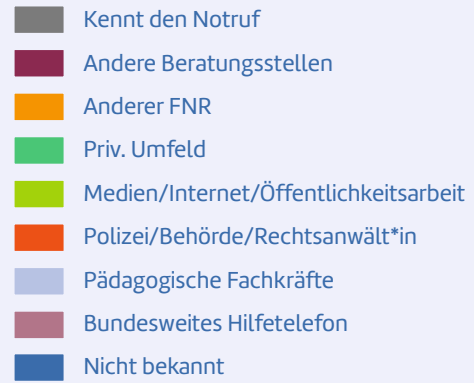 Kennt den Notruf
Andere Beratungsstellen
Anderer FNR
Priv. Umfeld
Medien/Internet/Öffentlichkeitsarbeit
Polizei/Behörde/Rechtsanwält*in
Pädagogische Fachkräfte
Bundesweites Hilfetelefon
Nicht bekannt